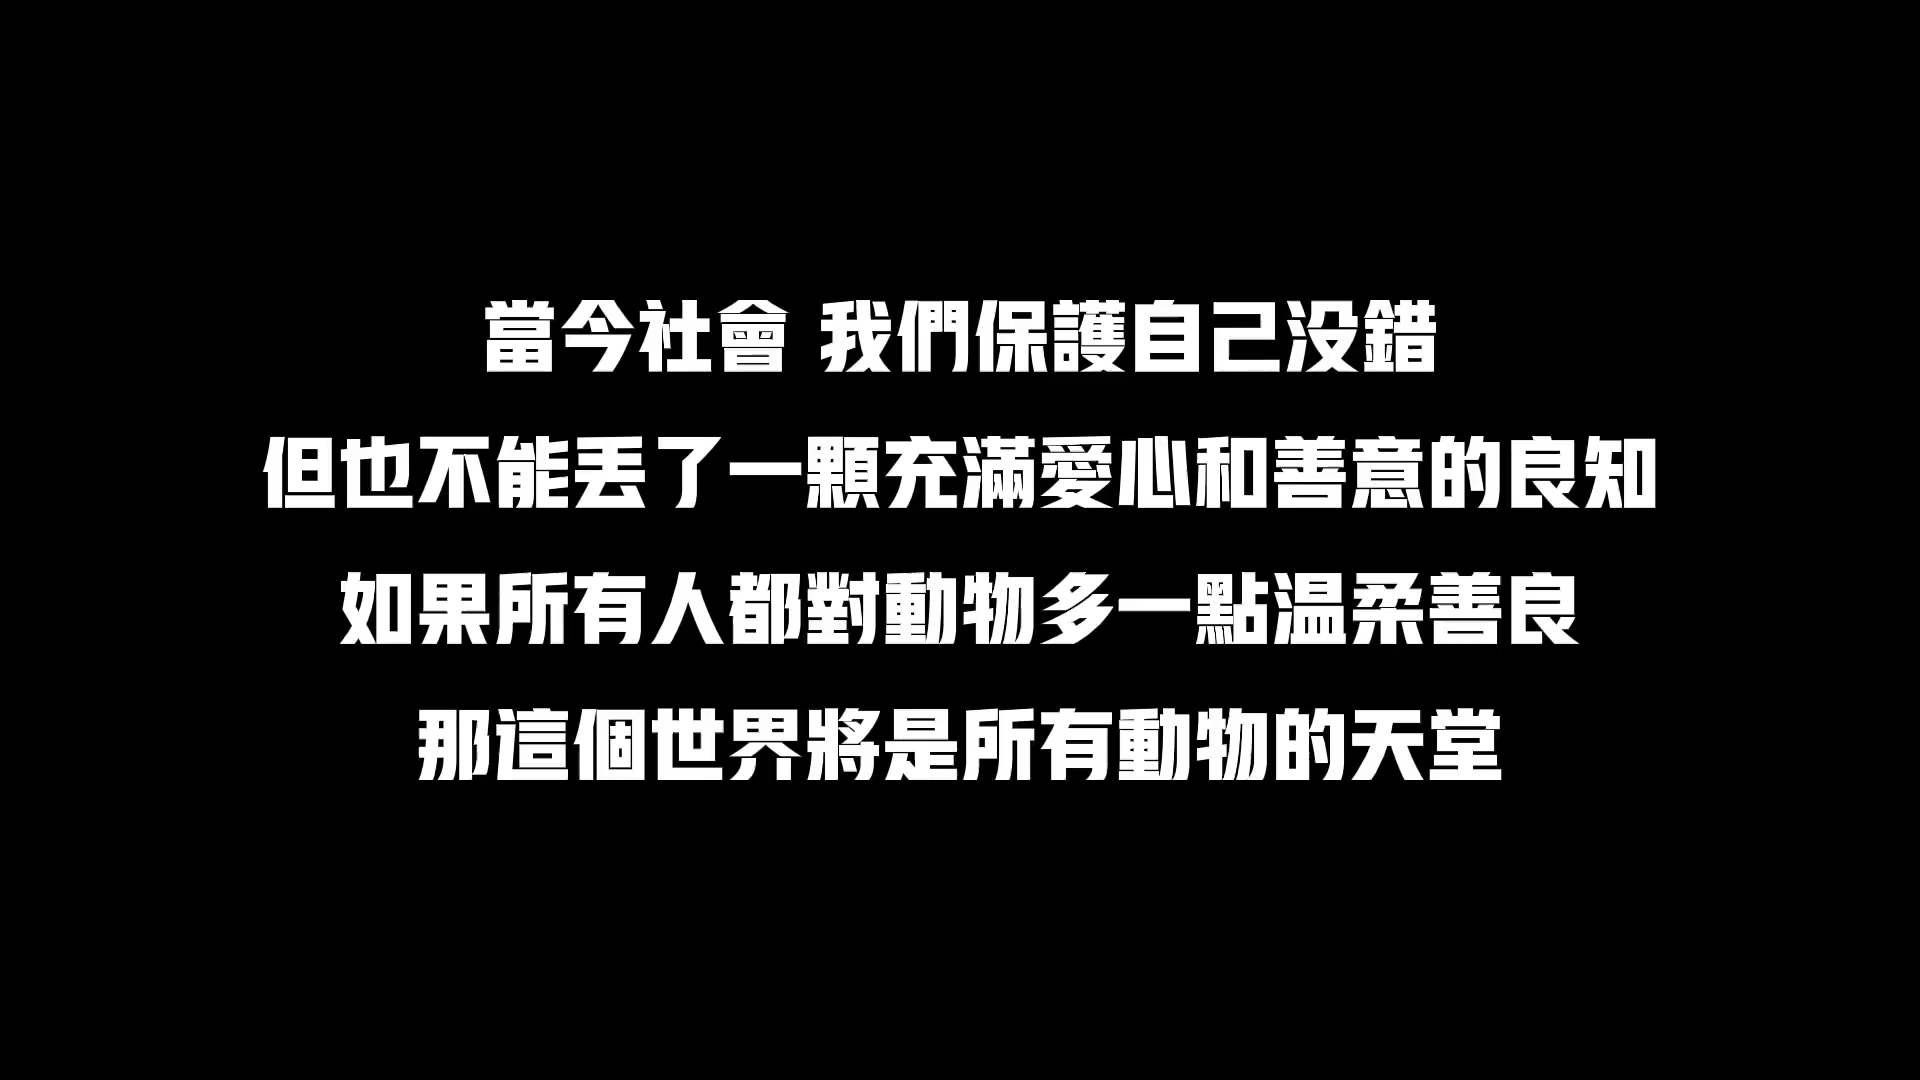 當今社會 我們保護自己没錯
但也不能丢了一顆充滿愛心和善意的良知
如果所有人都對動物多一點温柔善良
那這個世界將是所有動物的天堂